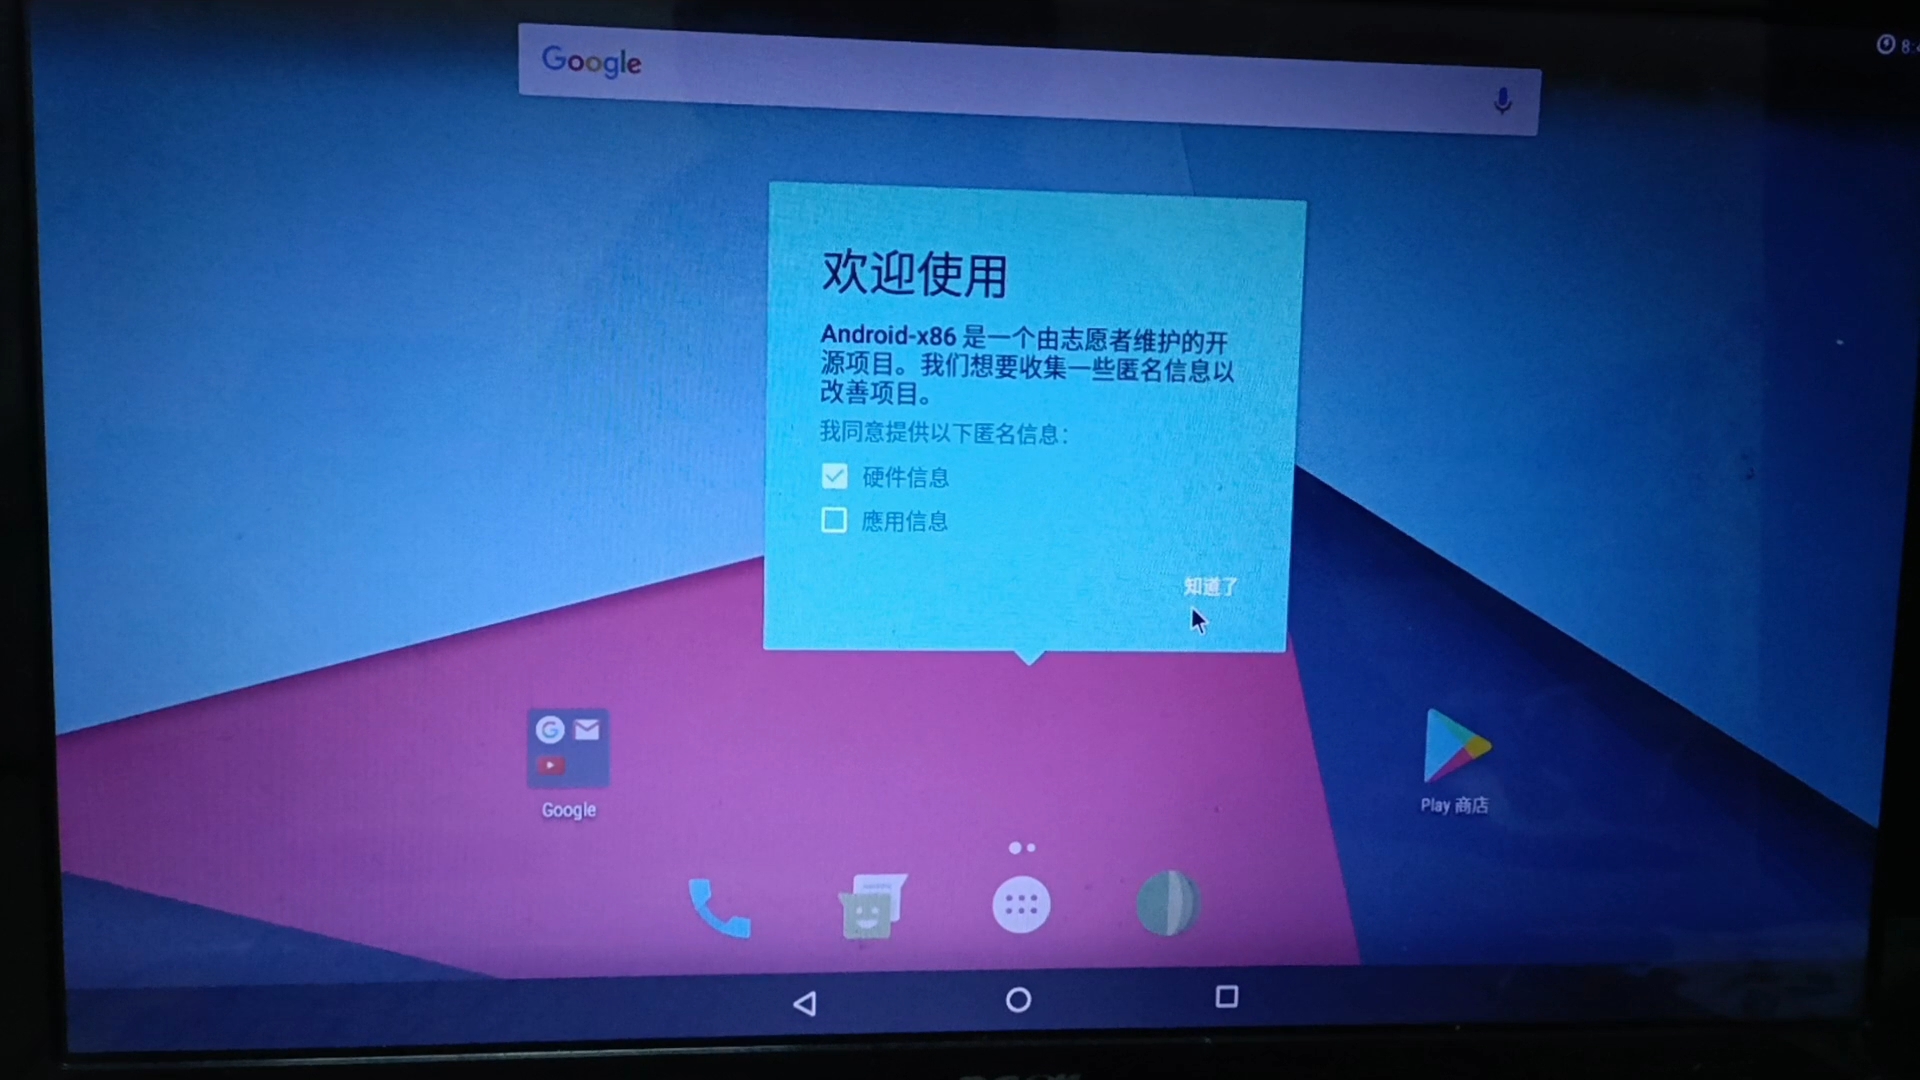 Google
欢迎使用
Android-x86 是一个由志愿者维护的开
源项目。我们想要收集一些匿名信息以
改善项目。
我同意提供以下匿名信息：
硬件信息
應用信息
知道了
Google
Play 商店